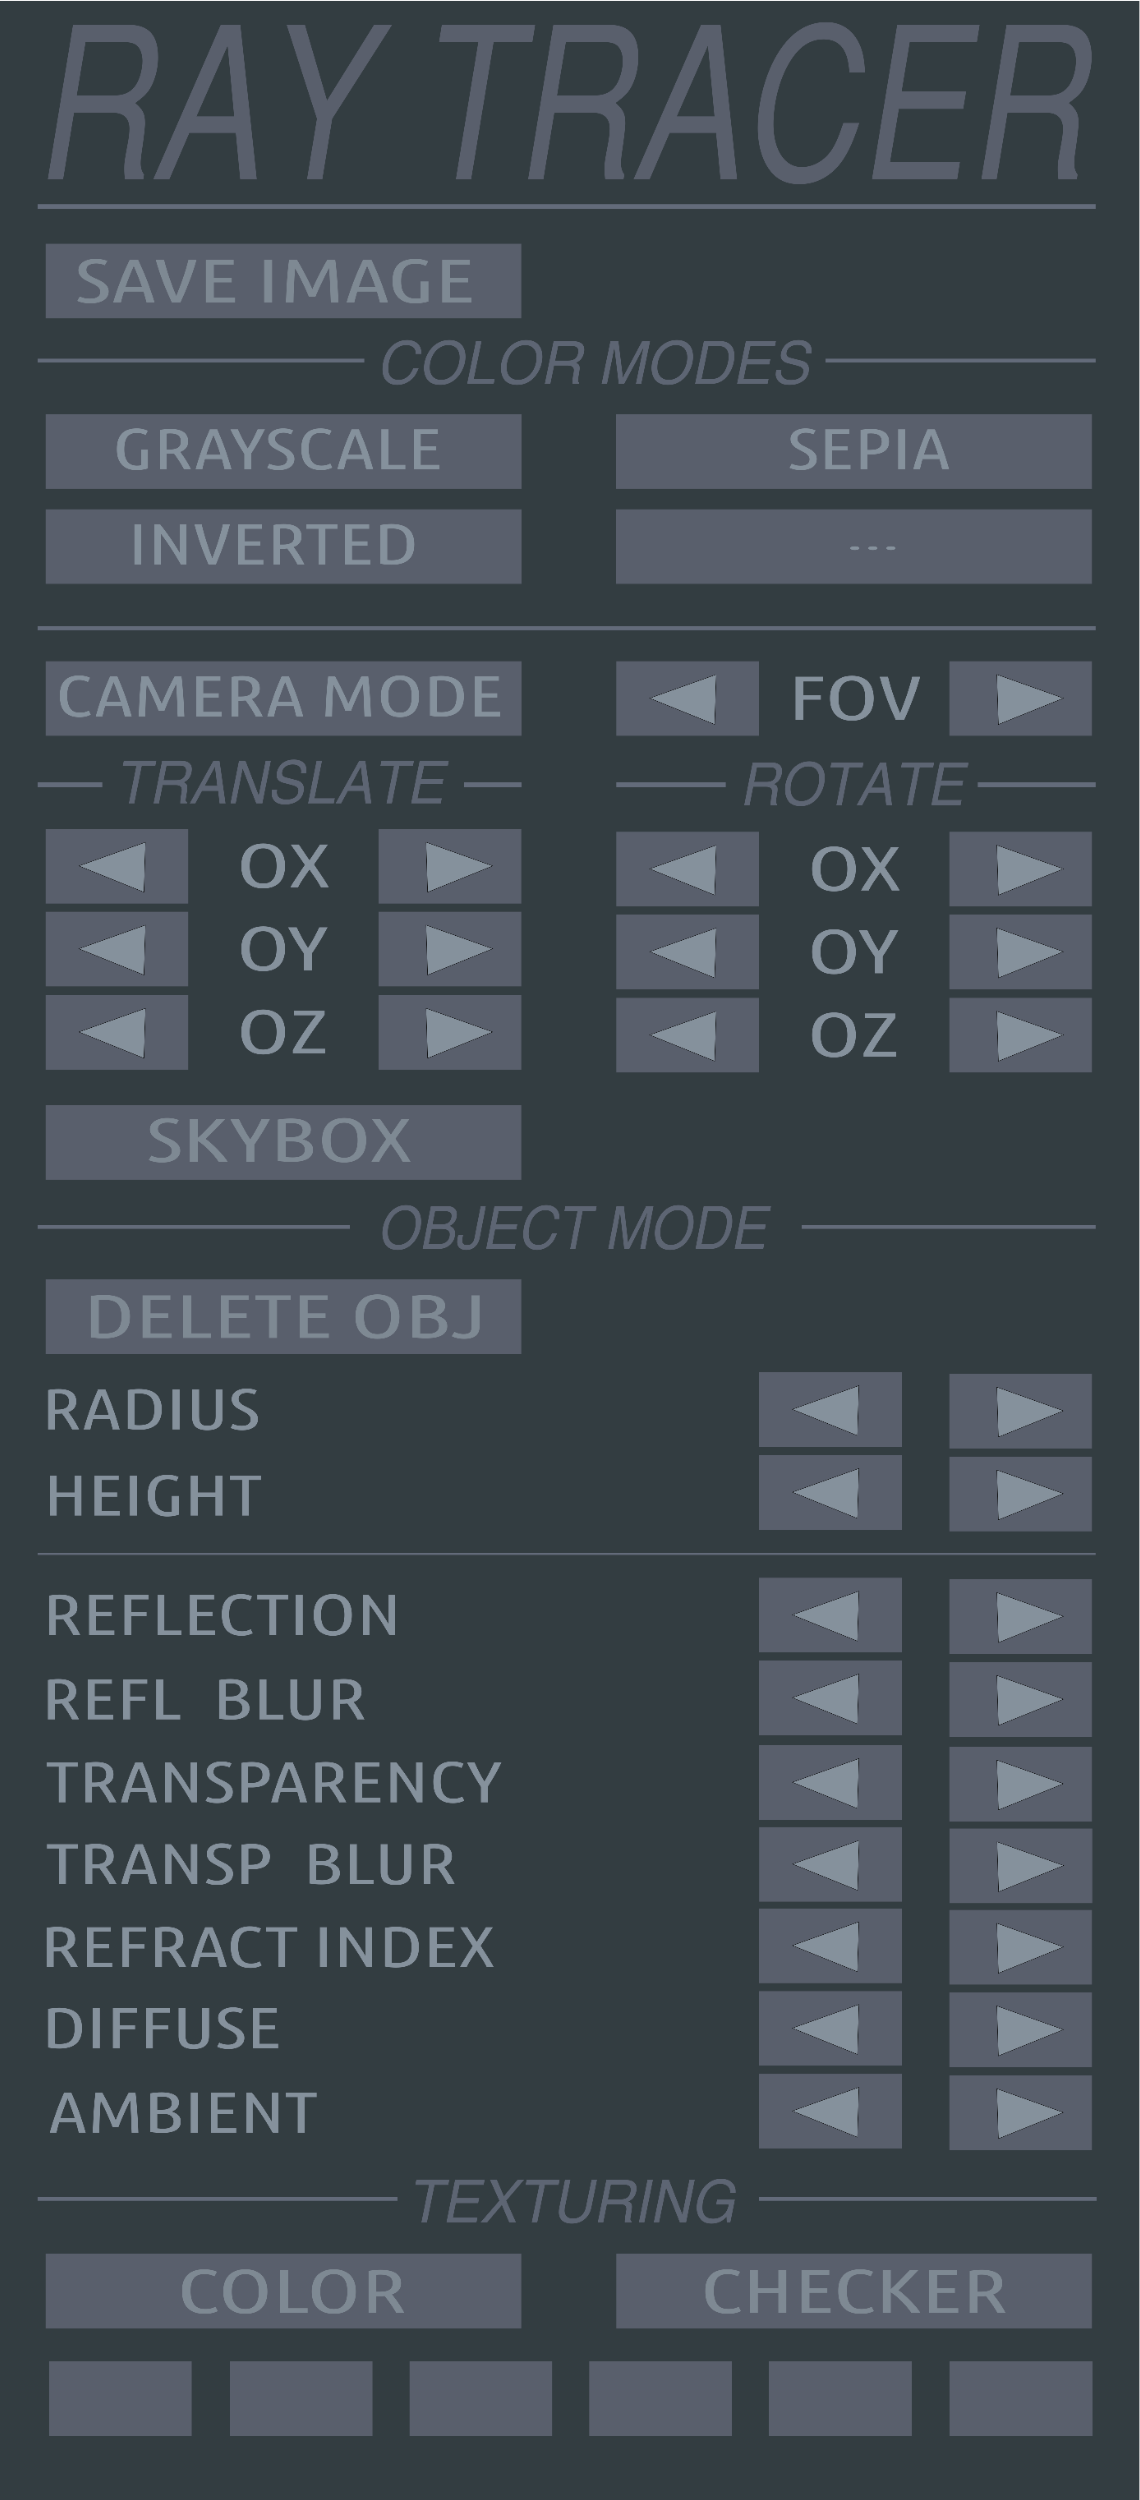 RAY TRACER
SAVE IMAGE
COLOR MODES
GRAYSCALE SEPIA
INVERTED ---
CAMERA MODE FOV
TRANSLATE ROTATE
OX OX
OY OY
OZ OZ
SKYBOX
OBJECT MODE
DELETE OBJ
RADIUS
HEIGHT
REFLECTION
REFL BLUR
TRANSPARENCY
TRANSP BLUR
REFRACT INDEX
DIFFUSE
AMBIENT
TEXTURING
COLOR CHECKER